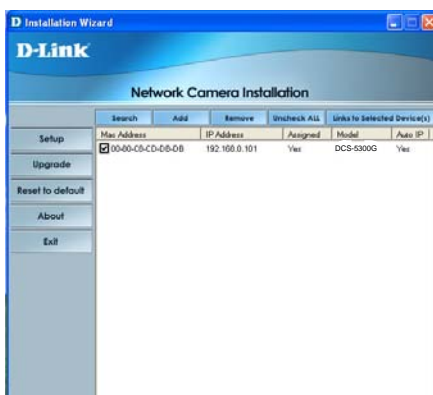 D Installation Wizard
D-Link
Network Camera Installation
Search Add Remove Uncheck ALL Links to Selected Device(s)
Setup
Upgrade
Reset to default
About
Exit
Mac Address IP Address Assigned Model Auto IP
00-80-C8-CD-DB-DB 192.168.0.101 Yes DCS-5300G Yes